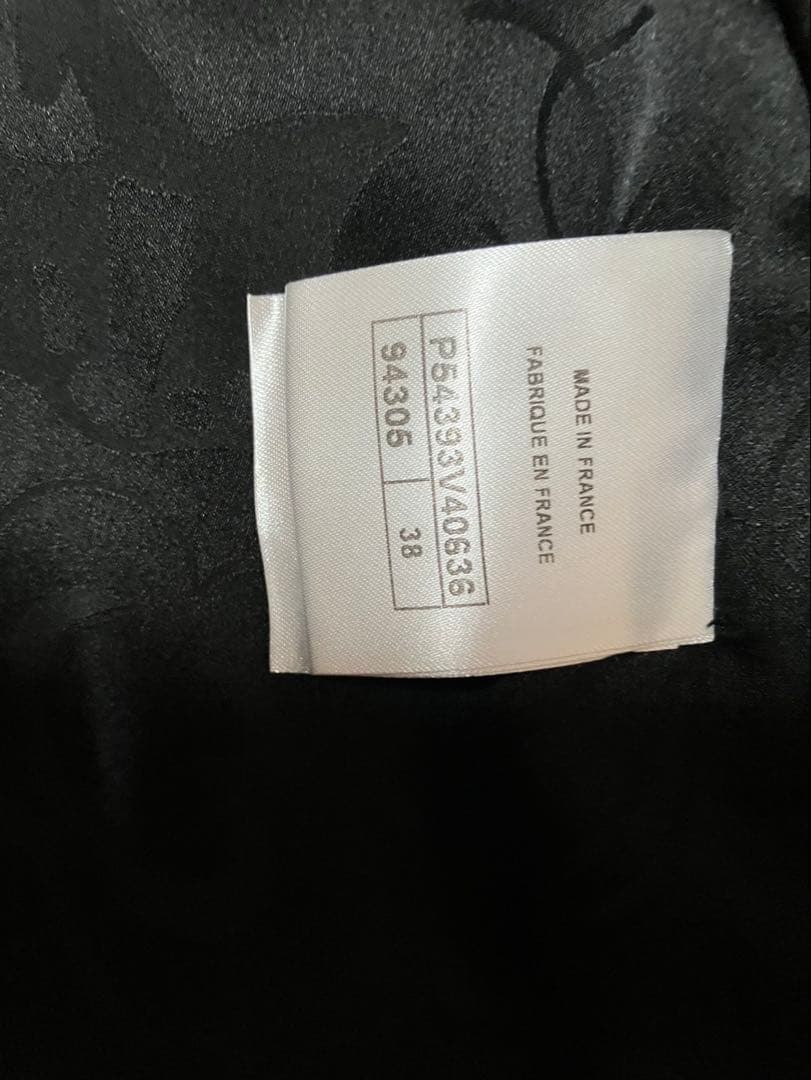 MADE IN FRANCE
FABRIQUE EN FRANCE
P54393V40636
94305 38